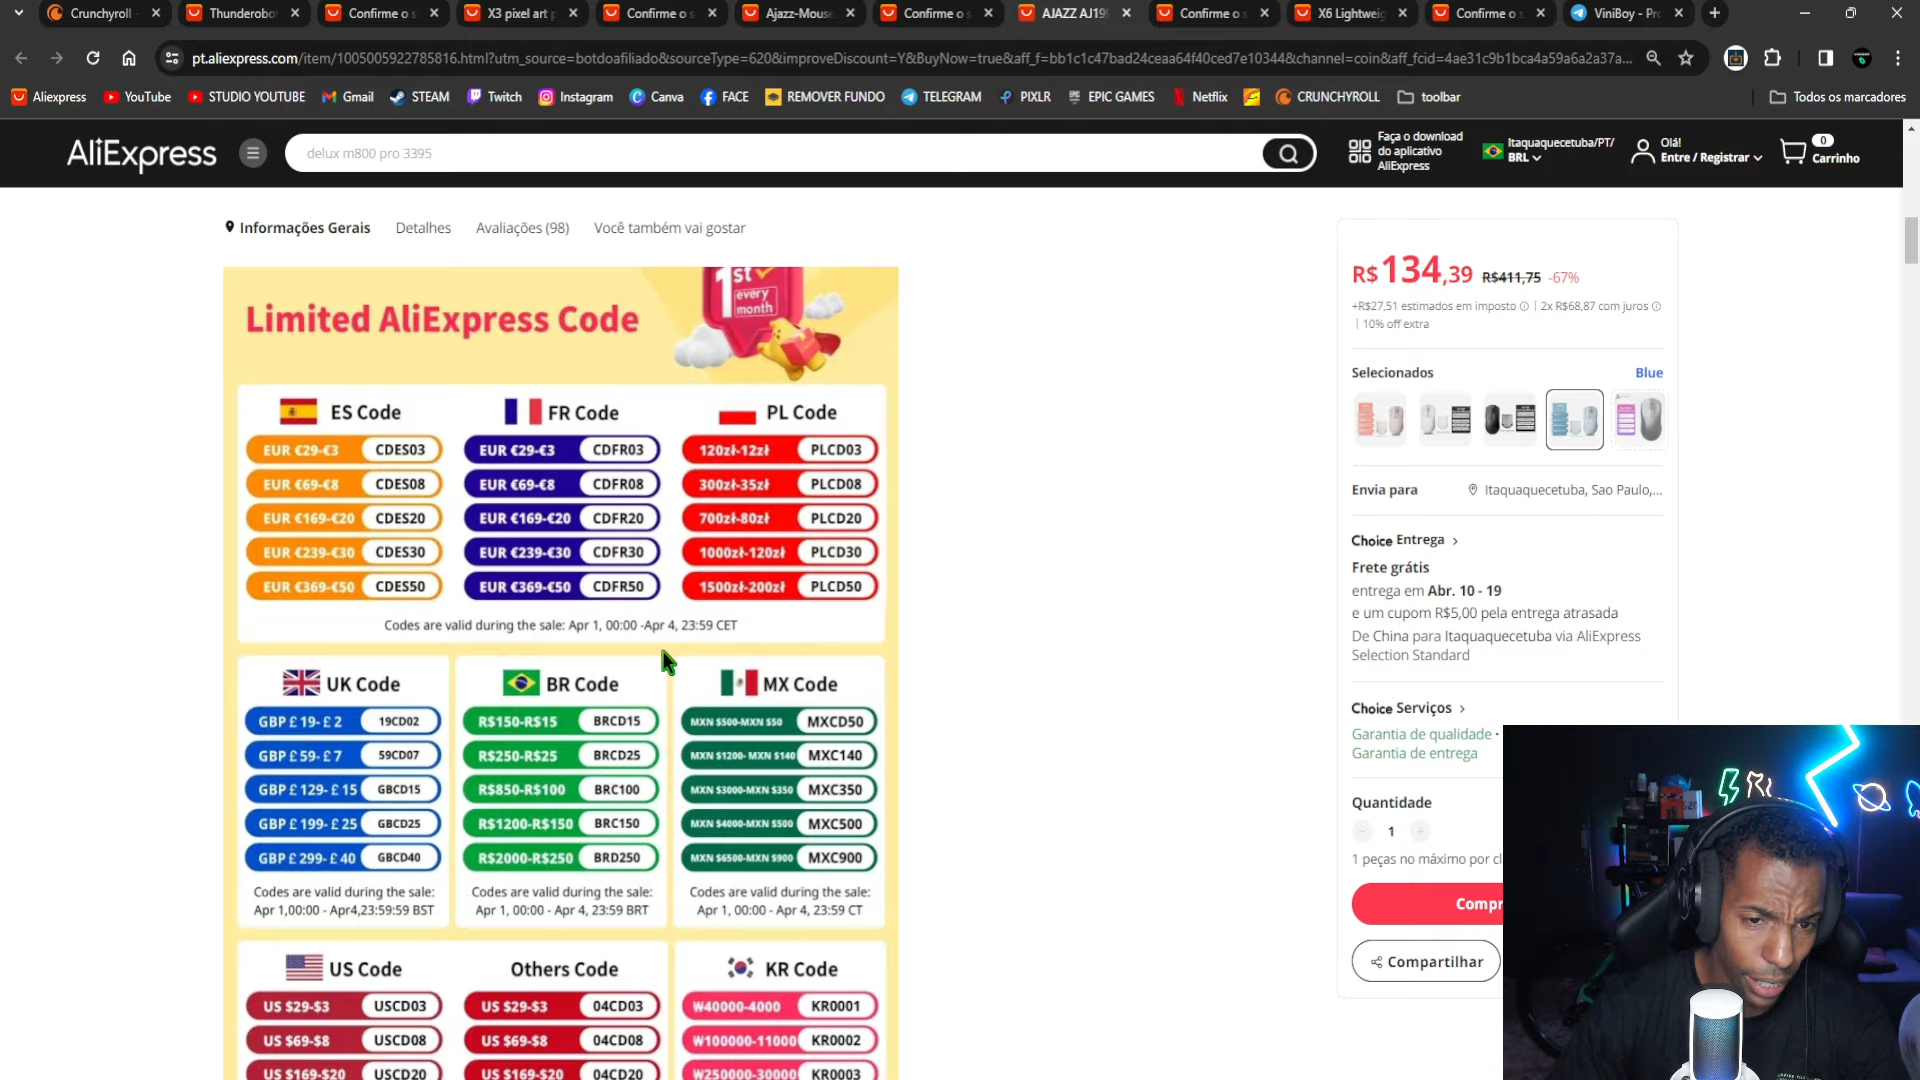 Crunchyroll -
Thunderobot
Confirme o s
X3 pixel art p
Confirme o s
Ajazz-Mouse
Confirme o s
AJAZZ AJ199
Confirme o s
X6 Lightweig
Confirme o s
ViniBoy - Pro
pt.aliexpress.com/item/1005005922785816.html?utm_source=botdoafiliado&sourceType=620&improveDiscount=Y&BuyNow=true&aff_f=bb1c1c47bad24ceaa64f40ced7e10344&channel=coin&aff_fcid=4ae31c9b1bca4a59a6a2a37a...
Aliexpress
YouTube
STUDIO YOUTUBE
Gmail
STEAM
Twitch
Instagram
Canva
FACE
REMOVER FUNDO
TELEGRAM
PIXLR
EPIC GAMES
Netflix
CRUNCHYROLL
toolbar
Todos os marcadores
AliExpress
delux m800 pro 3395
Faça o download
do aplicativo
AliExpress
Itaquaquecetuba/PT/
BRL
Olá!
Entre / Registrar
0
Carrinho
Informações Gerais
Detalhes
Avaliações (98)
Você também vai gostar
Limited AliExpress Code
1st
every
month
ES Code
EUR €29-€3 CDES03
EUR €69-€8 CDES08
EUR €169-€20 CDES20
EUR €239-€30 CDES30
EUR €369-€50 CDES50
FR Code
EUR €29-€3 CDFR03
EUR €69-€8 CDFR08
EUR €169-€20 CDFR20
EUR €239-€30 CDFR30
EUR €369-€50 CDFR50
PL Code
120zł-12zł PLCD03
300zł-35zł PLCD08
700zł-80zł PLCD20
1000zł-120zł PLCD30
1500zł-200zł PLCD50
Codes are valid during the sale: Apr 1, 00:00 -Apr 4, 23:59 CET
UK Code
GBP £ 19- £ 2 19CD02
GBP £ 59- £ 7 59CD07
GBP £ 129- £ 15 GBCD15
GBP £ 199- £ 25 GBCD25
GBP £ 299- £ 40 GBCD40
Codes are valid during the sale:
Apr 1,00:00 - Apr4,23:59:59 BST
BR Code
R$150-R$15 BRCD15
R$250-R$25 BRCD25
R$850-R$100 BRC100
R$1200-R$150 BRC150
R$2000-R$250 BRD250
Codes are valid during the sale:
Apr 1, 00:00 - Apr 4, 23:59 BRT
MX Code
MXN $500-MXN $50 MXCD50
MXN $1200- MXN $140 MXC140
MXN $3000-MXN $350 MXC350
MXN $4000-MXN $500 MXC500
MXN $6500-MXN $900 MXC900
Codes are valid during the sale:
Apr 1, 00:00 - Apr 4, 23:59 CT
US Code
US $29-$3 USCD03
US $69-$8 USCD08
US $169-$20 USCD20
Others Code
US $29-$3 04CD03
US $69-$8 04CD08
US $169-$20 04CD20
KR Code
₩40000-4000 KR0001
₩100000-11000 KR0002
₩250000-30000 KR0003
R$134,39 R$411,75 -67%
+R$27,51 estimados em imposto | 2x R$68,87 com juros
| 10% off extra
Selecionados
Blue
Envia para
Itaquaquecetuba, Sao Paulo,...
Choice Entrega
Frete grátis
entrega em Abr. 10 - 19
e um cupom R$5,00 pela entrega atrasada
De China para Itaquaquecetuba via AliExpress
Selection Standard
Choice Serviços
Garantia de qualidade •
Garantia de entrega
Quantidade
1
1 peças no máximo por cl
Compr
Compartilhar